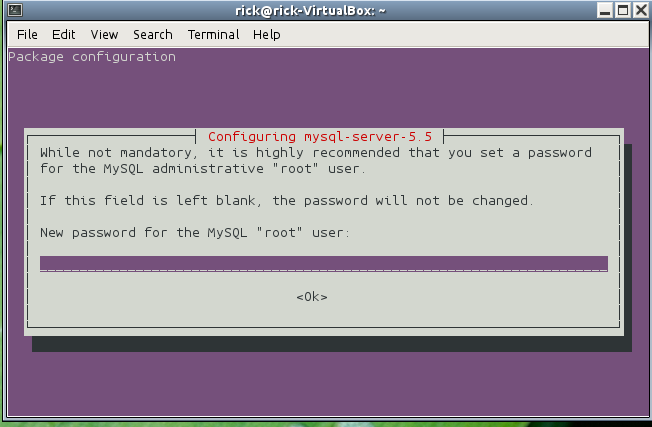 rick@rick-VirtualBox: ~
File Edit View Search Terminal Help
Package configuration
Configuring mysql-server-5.5
While not mandatory, it is highly recommended that you set a password
for the MySQL administrative "root" user.
If this field is left blank, the password will not be changed.
New password for the MySQL "root" user:
<Ok>